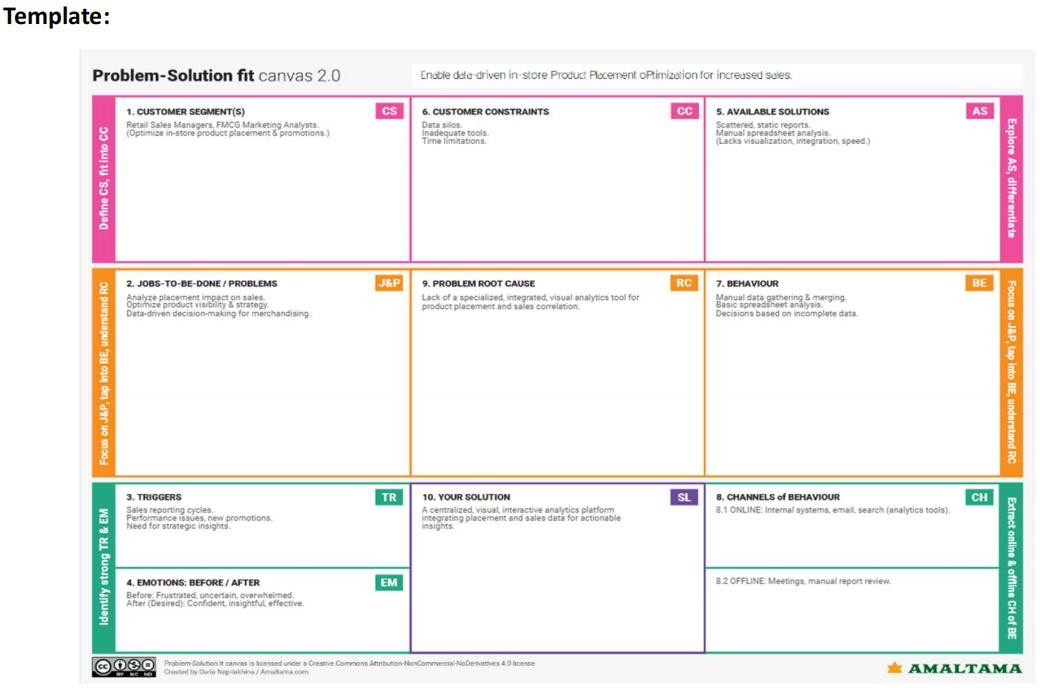 Template:
Problem-Solution fit canvas 2.0
Enable data-driven in-store Product Placement oPtimization for increased sales.
Define CS, fit into CC
1. CUSTOMER SEGMENT(S)
CS
Retail Sales Managers, FMCG Marketing Analysts.
(Optimize in-store product placement & promotions.)
6. CUSTOMER CONSTRAINTS
CC
Data silos.
Inadequate tools.
Time limitations.
5. AVAILABLE SOLUTIONS
AS
Scattered, static reports.
Manual spreadsheet analysis.
(Lacks visualization, integration, speed.)
Explore AS, differentiate
Focus on J&P, tap into BE, understand RC
2. JOBS-TO-BE-DONE / PROBLEMS
J&P
Analyze placement impact on sales.
Optimize product visibility & strategy.
Data-driven decision-making for merchandising.
9. PROBLEM ROOT CAUSE
RC
Lack of a specialized, integrated, visual analytics tool for
product placement and sales correlation.
7. BEHAVIOUR
BE
Manual data gathering & merging.
Basic spreadsheet analysis.
Decisions based on incomplete data.
Focus on J&P, tap into BE, understand RC
Identify strong TR & EM
3. TRIGGERS
TR
Sales reporting cycles.
Performance issues, new promotions.
Need for strategic insights.
4. EMOTIONS: BEFORE / AFTER
EM
Before: Frustrated, uncertain, overwhelmed.
After (Desired): Confident, insightful, effective.
10. YOUR SOLUTION
SL
A centralized, visual, interactive analytics platform
integrating placement and sales data for actionable
insights.
8. CHANNELS of BEHAVIOUR
CH
8.1 ONLINE: Internal systems, email, search (analytics tools).
8.2 OFFLINE: Meetings, manual report review.
Extract online & offline CH of BE
CC
BY NC ND
Problem-Solution it canvas is licensed under a Creative Commons Attribution-NonCommercial-NoDerivatives 4.0 license
Created by Daria Nepriakhina / Amaltama.com
AMALTAMA